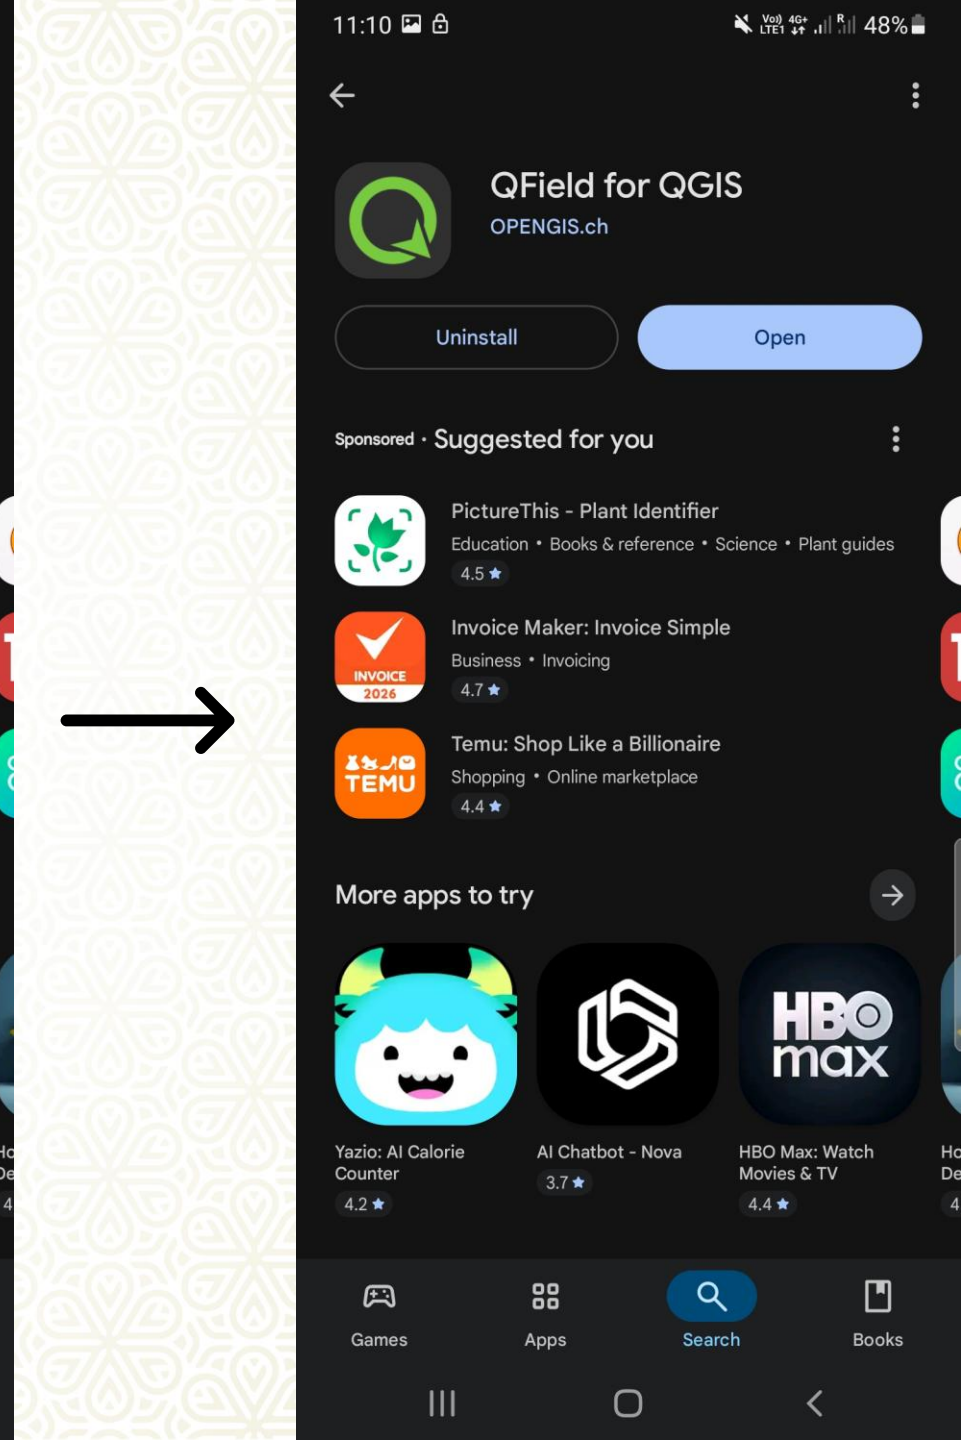 11:10
Vo)) 4G+ R 48%
LTE1
QField for QGIS
OPENGIS.ch
Uninstall
Open
Sponsored • Suggested for you
PictureThis - Plant Identifier
Education • Books & reference • Science • Plant guides
4.5 ★
INVOICE
2026
Invoice Maker: Invoice Simple
Business • Invoicing
4.7 ★
TEMU
Temu: Shop Like a Billionaire
Shopping • Online marketplace
4.4 ★
More apps to try
HBO
max
Yazio: AI Calorie
Counter
4.2 ★
AI Chatbot - Nova
3.7 ★
HBO Max: Watch
Movies & TV
4.4 ★
Games
Apps
Search
Books